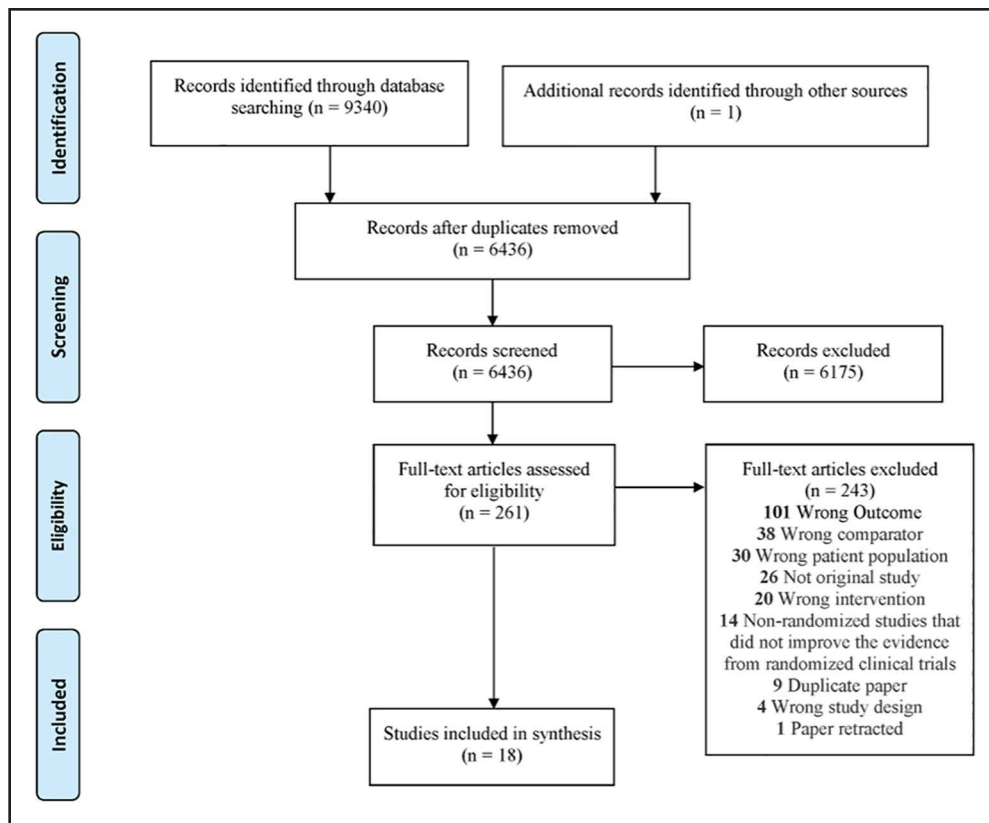 Identification
Records identified through database
searching (n = 9340)
Additional records identified through other sources
(n = 1)
Records after duplicates removed
(n = 6436)
Screening
Records screened
(n = 6436)
Records excluded
(n = 6175)
Eligibility
Full-text articles assessed
for eligibility
(n = 261)
Full-text articles excluded
(n = 243)
101 Wrong Outcome
38 Wrong comparator
30 Wrong patient population
26 Not original study
20 Wrong intervention
14 Non-randomized studies that
did not improve the evidence
from randomized clinical trials
9 Duplicate paper
4 Wrong study design
1 Paper retracted
Included
Studies included in synthesis
(n = 18)